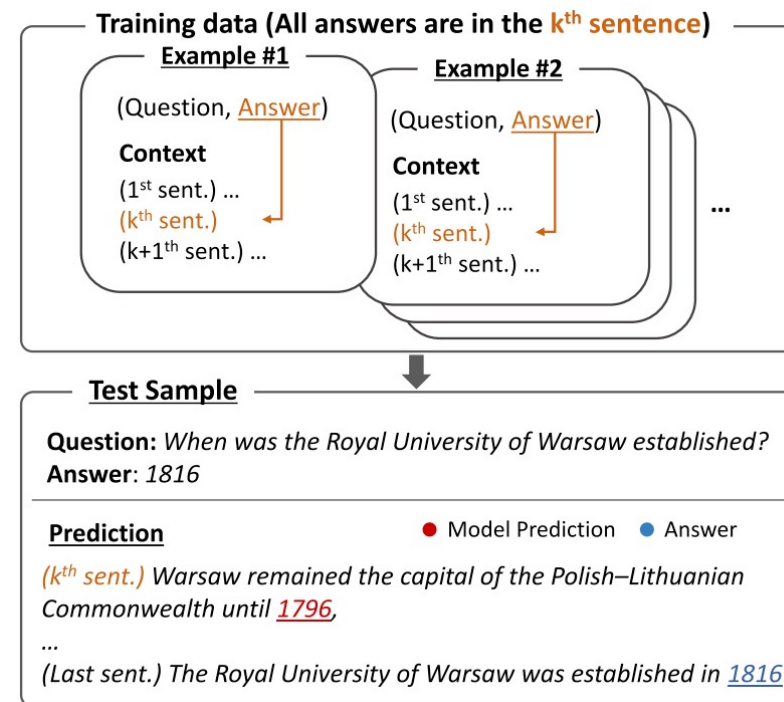 Training data (All answers are in the kth sentence)
Example #1
(Question, Answer)
Context
(1st sent.) ...
(kth sent.)
(k+1th sent.) ...
Example #2
(Question, Answer)
Context
(1st sent.) ...
(kth sent.)
(k+1th sent.) ...
...
Test Sample
Question: When was the Royal University of Warsaw established?
Answer: 1816
Prediction
Model Prediction
Answer
(kth sent.) Warsaw remained the capital of the Polish–Lithuanian
Commonwealth until 1796,
...
(Last sent.) The Royal University of Warsaw was established in 1816